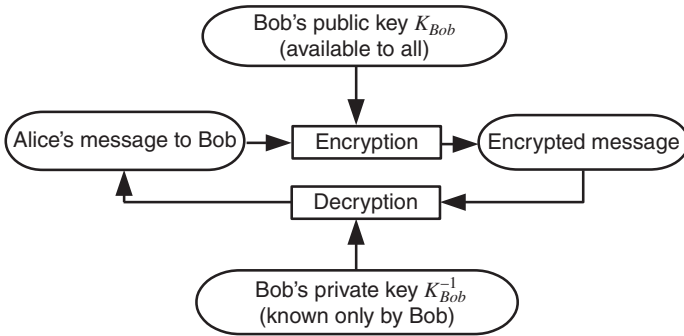 Bob's public key K_Bob
(available to all)
Alice's message to Bob
Encryption
Encrypted message
Decryption
Bob's private key K_Bob^-1
(known only by Bob)